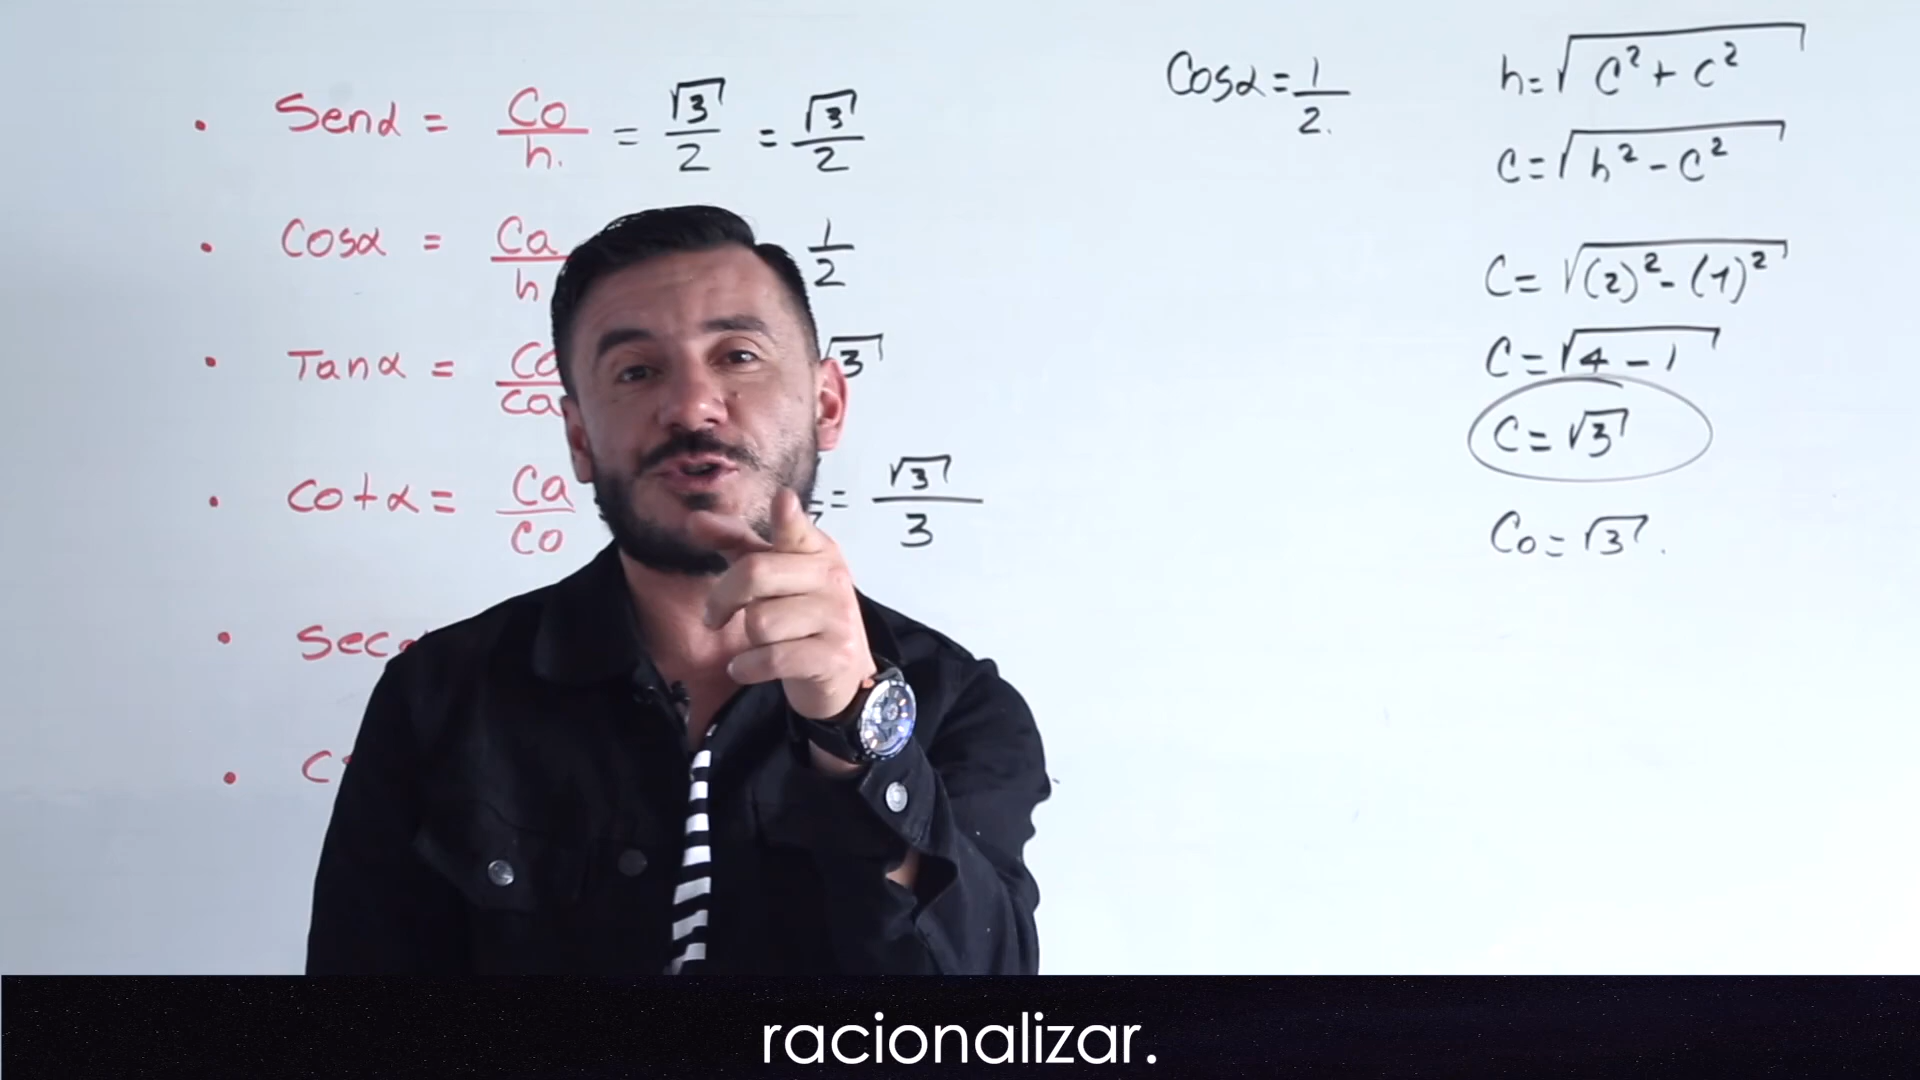 • Senα = Co/h. = √3/2 = √3/2
• Cosα = Ca/h 1/2
• Tanα = Co/ca √3
• Cotα = Ca/co = √3/3
• Sec
• C
Cosα = 1/2.
h = √C² + C²
C = √h² - C²
C = √(2)² - (1)²
C = √4 - 1
C = √3
Co = √3.
racionalizar.